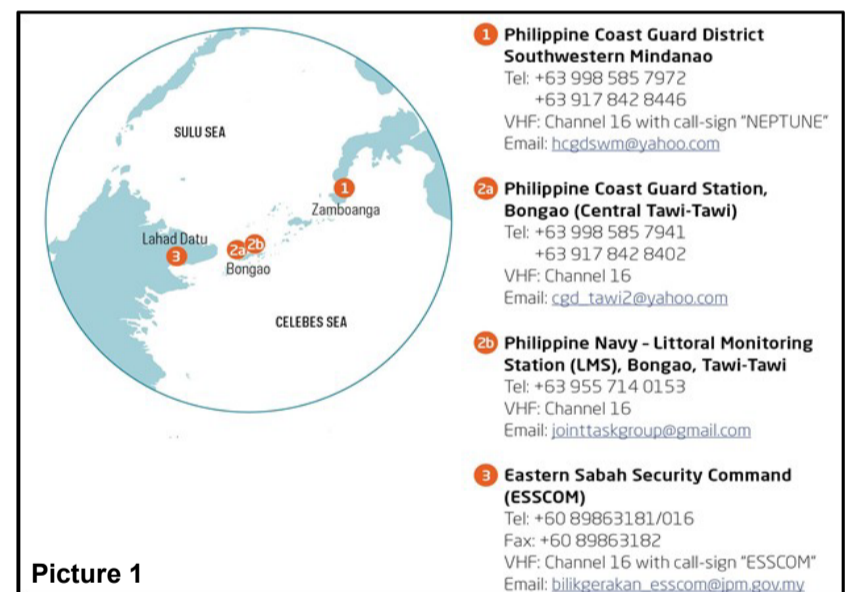 SULU SEA
1
Zamboanga
Lahad Datu
3
2a
2b
Bongao
CELEBES SEA
Picture 1
1 Philippine Coast Guard District
Southwestern Mindanao
Tel: +63 998 585 7972
+63 917 842 8446
VHF: Channel 16 with call-sign "NEPTUNE"
Email: hcgdswm@yahoo.com
2a Philippine Coast Guard Station,
Bongao (Central Tawi-Tawi)
Tel: +63 998 585 7941
+63 917 842 8402
VHF: Channel 16
Email: cgd_tawi2@yahoo.com
2b Philippine Navy - Littoral Monitoring
Station (LMS), Bongao, Tawi-Tawi
Tel: +63 955 714 0153
VHF: Channel 16
Email: jointtaskgroup@gmail.com
3 Eastern Sabah Security Command
(ESSCOM)
Tel: +60 89863181/016
Fax: +60 89863182
VHF: Channel 16 with call-sign "ESSCOM"
Email: bilikgerakan_esscom@jpm.gov.my